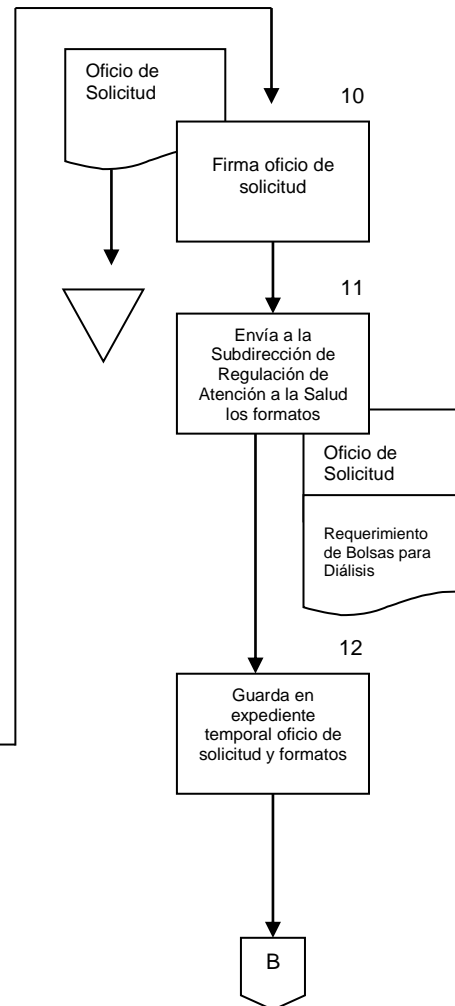 Oficio de
Solicitud
10
Firma oficio de
solicitud
11
Envía a la
Subdirección de
Regulación de
Atención a la Salud
los formatos
Oficio de
Solicitud
Requerimiento
de Bolsas para
Diálisis
12
Guarda en
expediente
temporal oficio de
solicitud y formatos
B